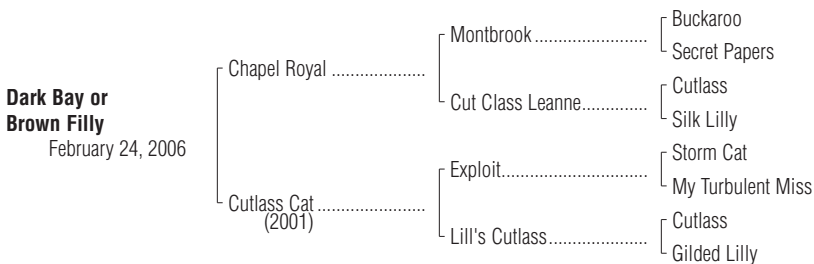 Dark Bay or
Brown Filly
February 24, 2006
Chapel Royal ....................
Cutlass Cat .......................
(2001)
Montbrook ........................
Cut Class Leanne..............
Exploit...............................
Lill's Cutlass.....................
Buckaroo
Secret Papers
Cutlass
Silk Lilly
Storm Cat
My Turbulent Miss
Cutlass
Gilded Lilly